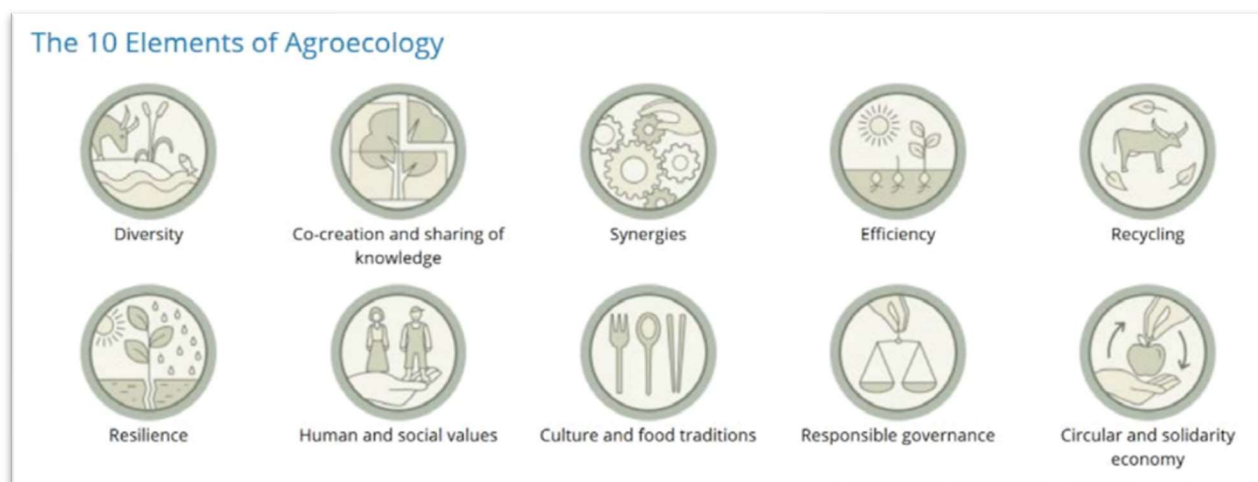 The 10 Elements of Agroecology
Diversity
Co-creation and sharing of
knowledge
Synergies
Efficiency
Recycling
Resilience
Human and social values
Culture and food traditions
Responsible governance
Circular and solidarity
economy